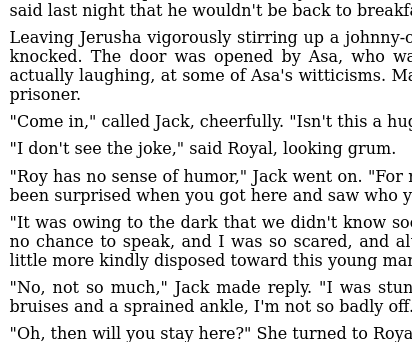 said last night that he wouldn't be back to breakfa
Leaving Jerusha vigorously stirring up a johnny-c
knocked. The door was opened by Asa, who wa
actually laughing, at some of Asa's witticisms. Ma
prisoner.
"Come in," called Jack, cheerfully. "Isn't this a hug
"I don't see the joke," said Royal, looking grum.
"Roy has no sense of humor," Jack went on. "For
been surprised when you got here and saw who y
"It was owing to the dark that we didn't know soo
no chance to speak, and I was so scared, and al
little more kindly disposed toward this young mar
"No, not so much," Jack made reply. "I was stun
bruises and a sprained ankle, I'm not so badly off.
"Oh, then will you stay here?" She turned to Roya